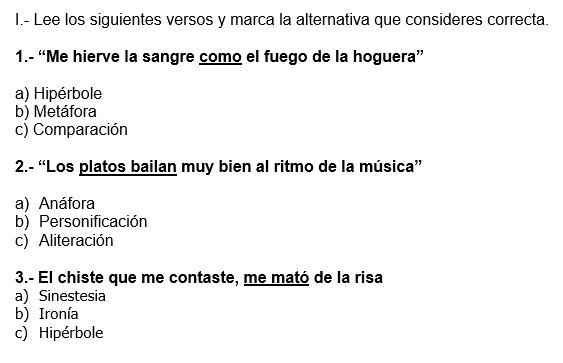 I.- Lee los siguientes versos y marca la alternativa que consideres correcta.
1.- “Me hierve la sangre como el fuego de la hoguera”
a) Hipérbole
b) Metáfora
c) Comparación
2.- “Los platos bailan muy bien al ritmo de la música”
a) Anáfora
b) Personificación
c) Aliteración
3.- El chiste que me contaste, me mató de la risa
a) Sinestesia
b) Ironía
c) Hipérbole